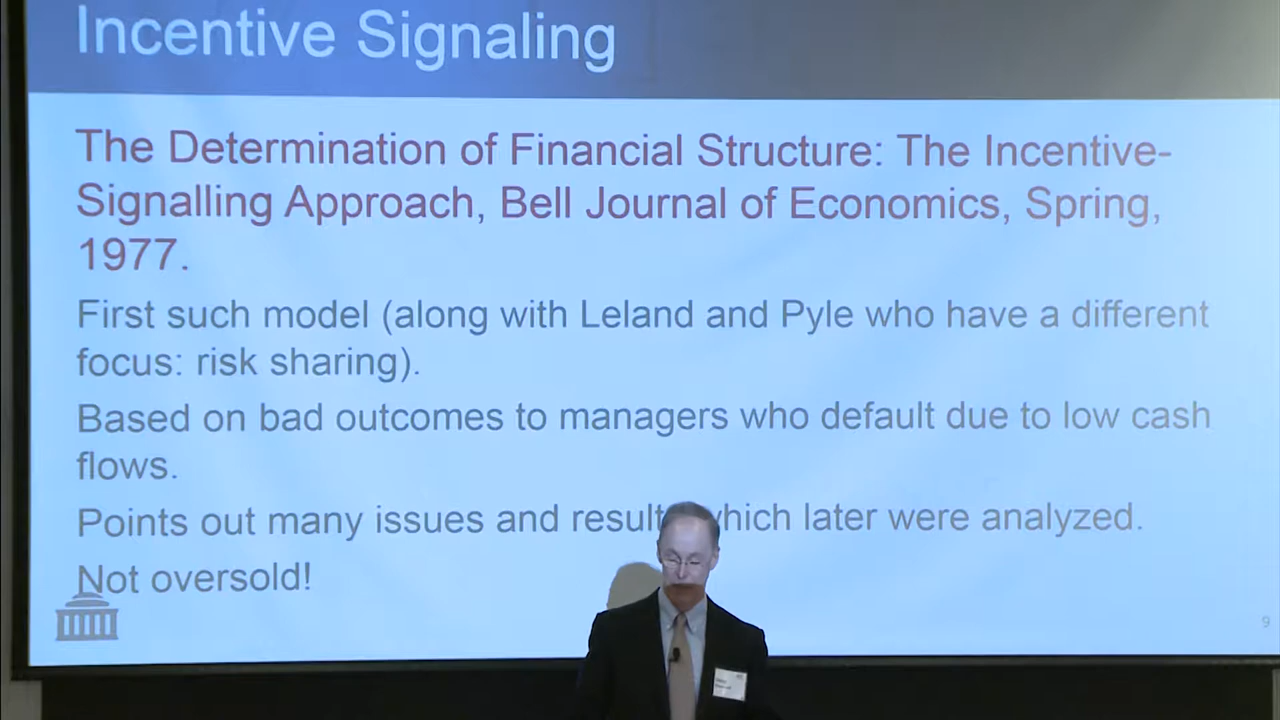 Incentive Signaling
The Determination of Financial Structure: The Incentive-
Signalling Approach, Bell Journal of Economics, Spring,
1977.
First such model (along with Leland and Pyle who have a different
focus: risk sharing).
Based on bad outcomes to managers who default due to low cash
flows.
Points out many issues and results which later were analyzed.
Not oversold!
9